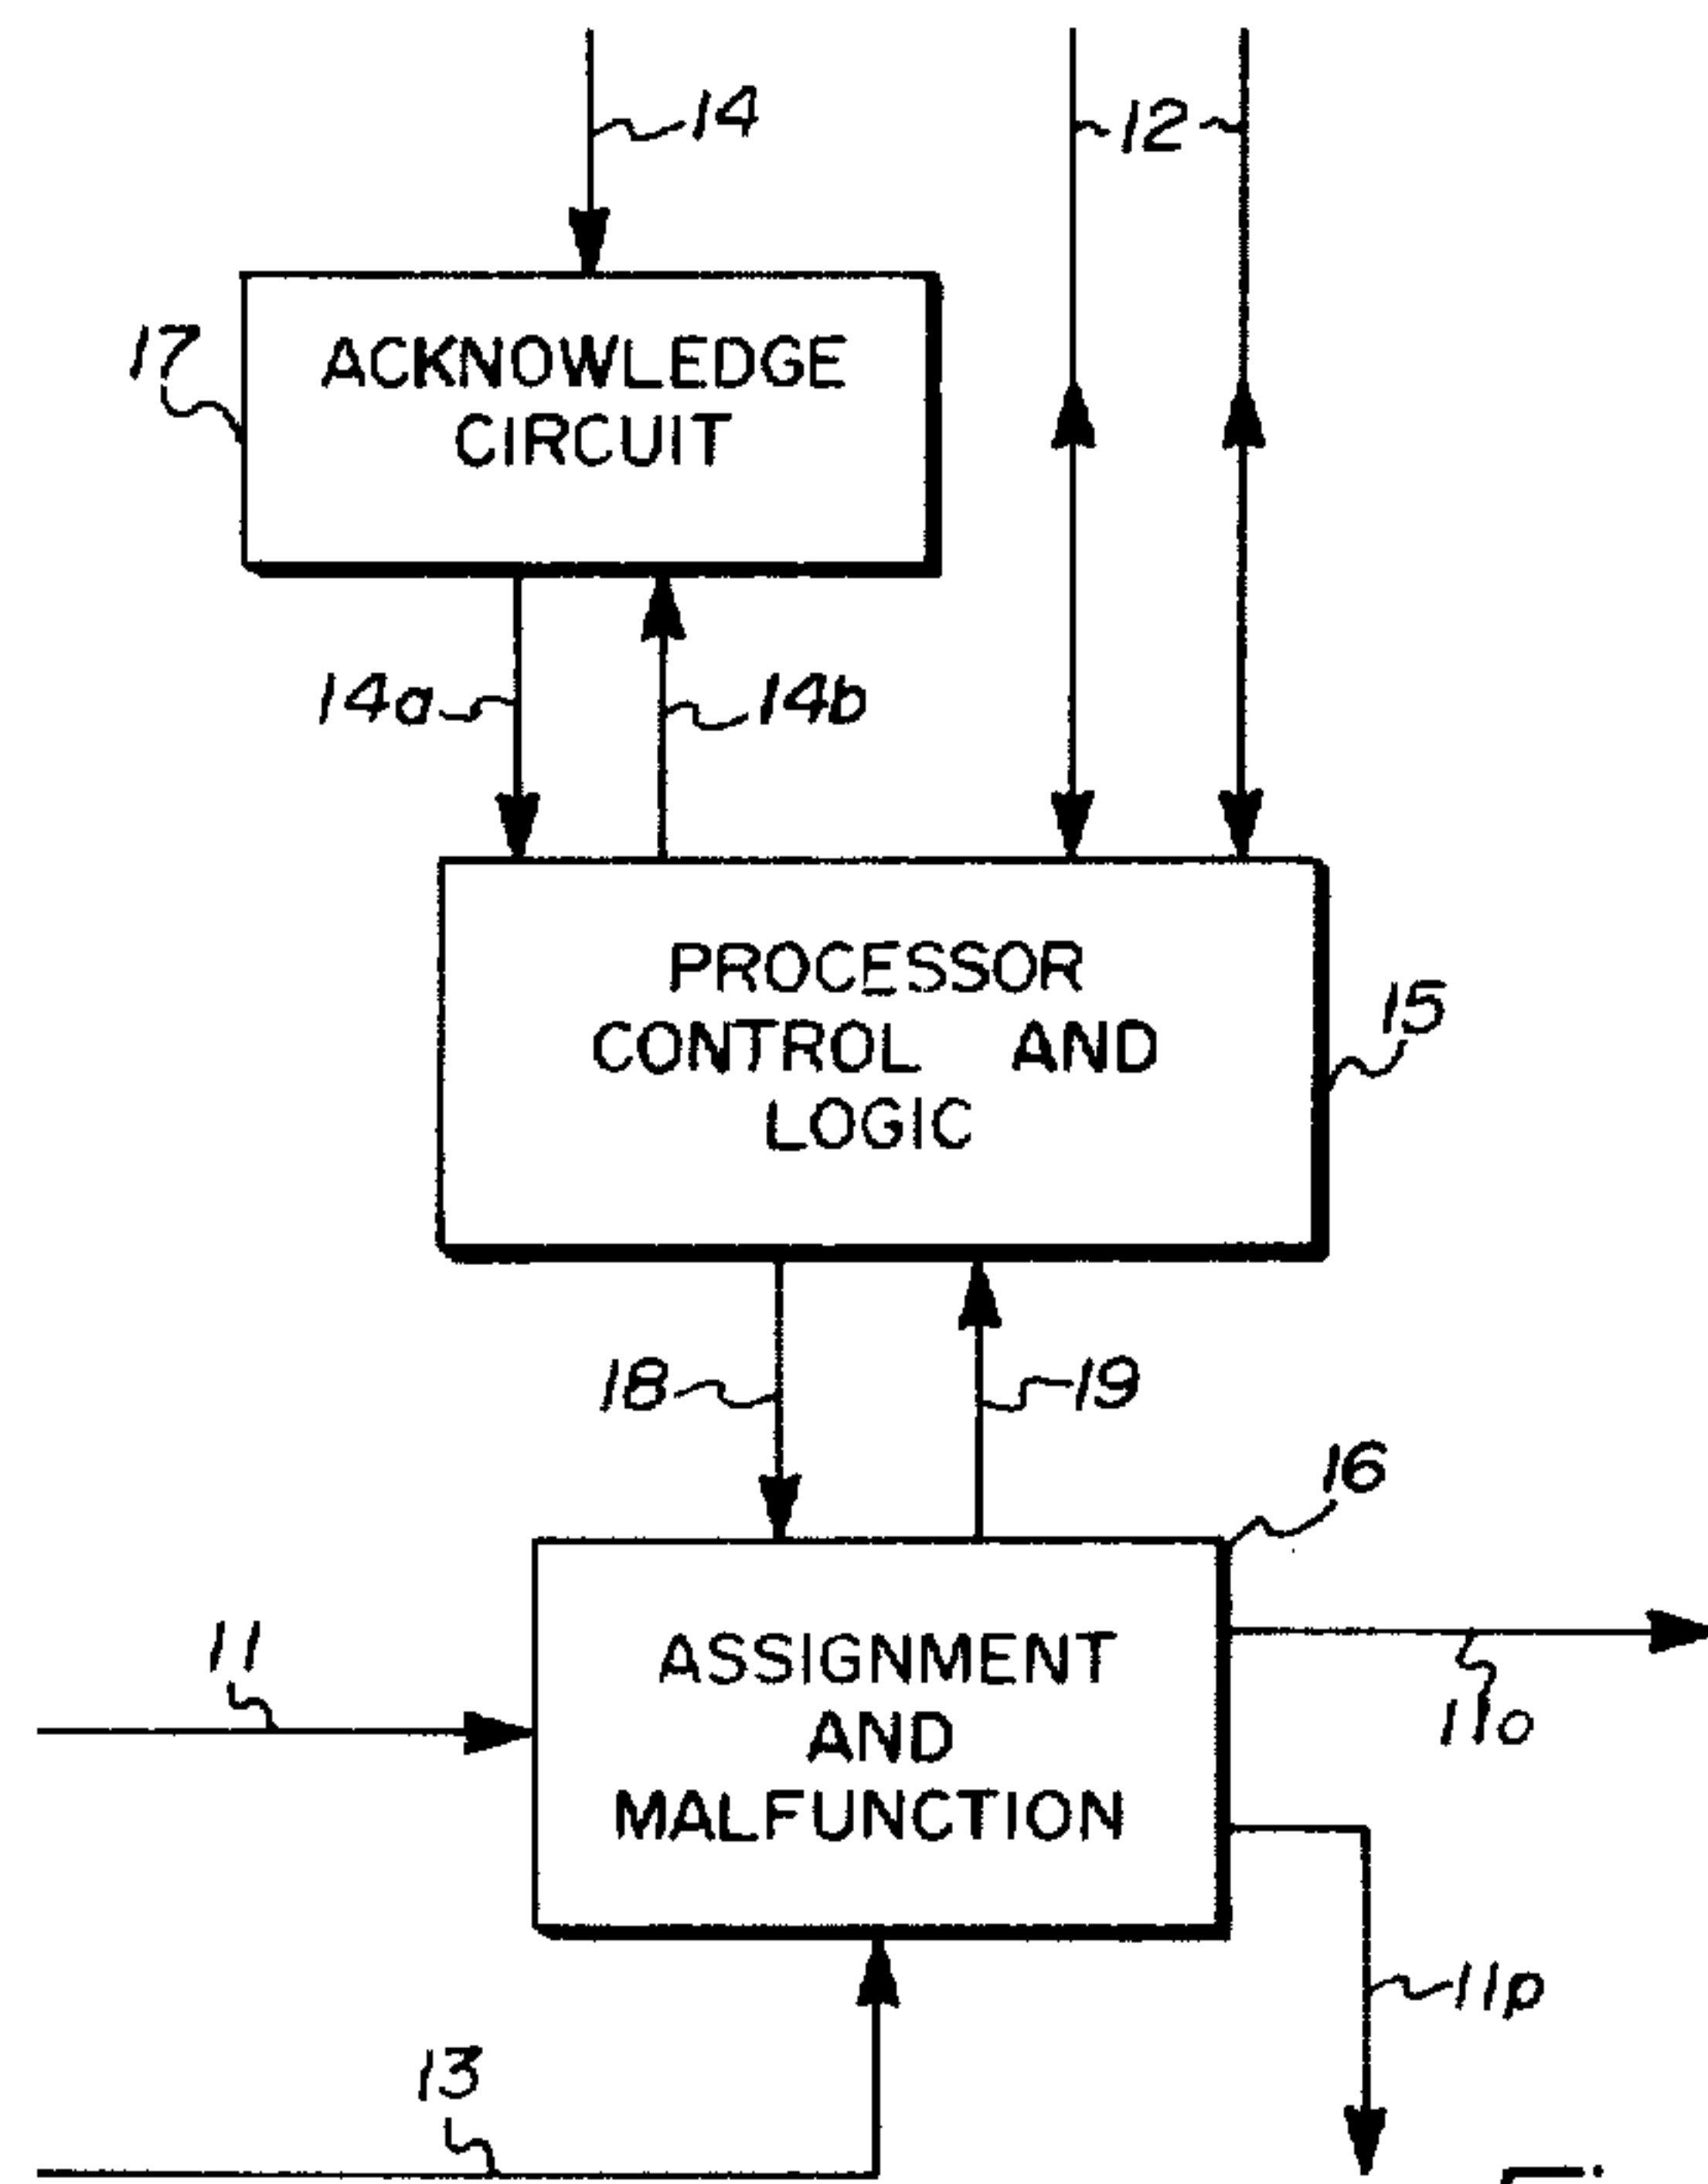 14
12
17
ACKNOWLEDGE
CIRCUIT
14a
14b
PROCESSOR
CONTROL AND
LOGIC
15
18
19
16
11
ASSIGNMENT
AND
MALFUNCTION
11o
11p
13